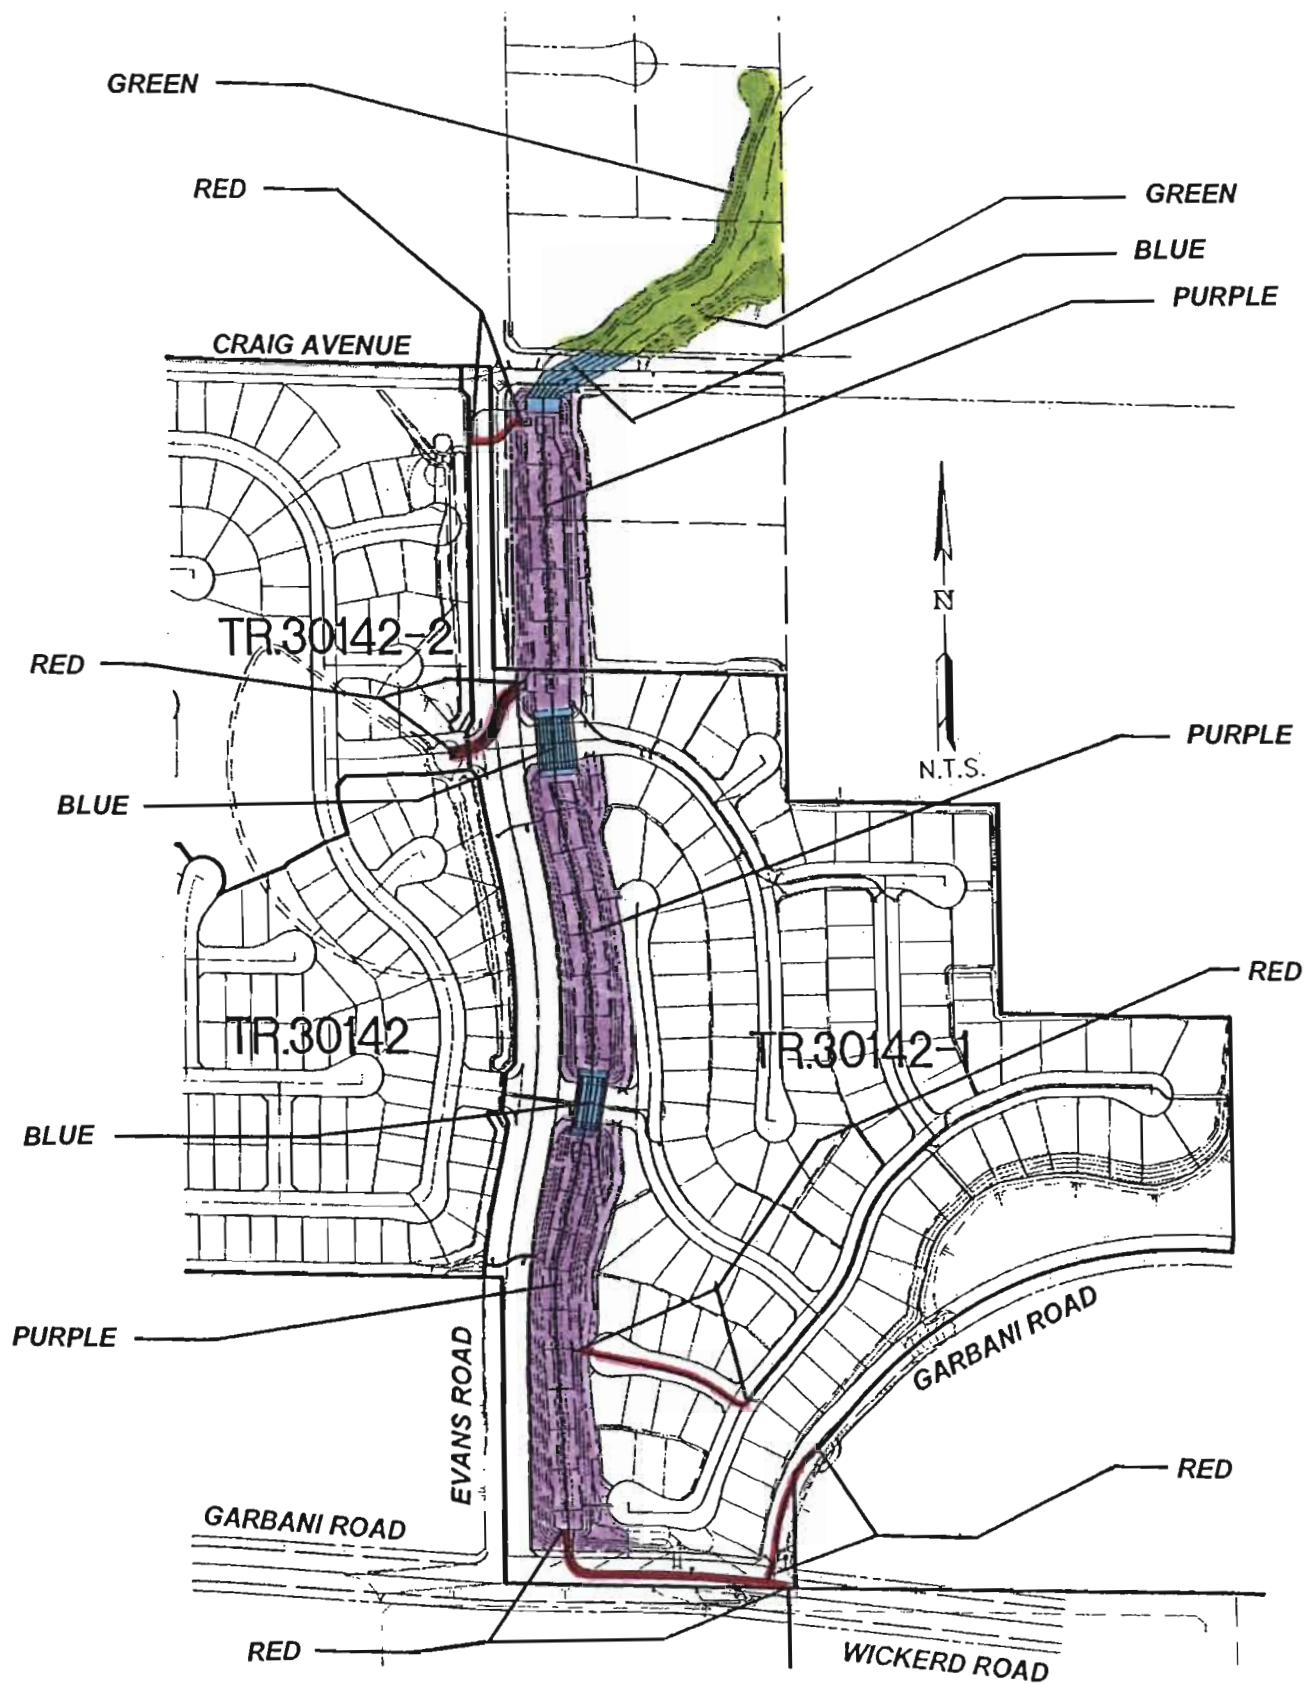 GREEN
RED
GREEN
BLUE
PURPLE
CRAIG AVENUE
N
TR.30142-2
RED
PURPLE
N.T.S.
BLUE
RED
TR.30142
TR.30142-1
BLUE
PURPLE
EVANS ROAD
GARBANI ROAD
RED
GARBANI ROAD
RED
WICKERD ROAD